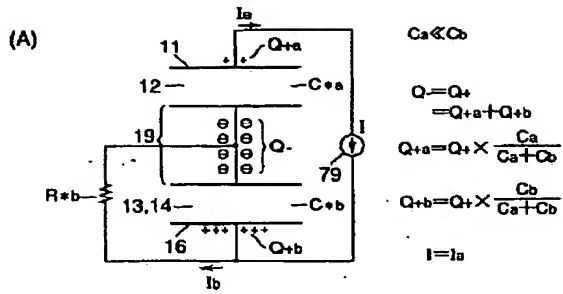 (A)
Ia
11
Q+a
12
C*a
19
⊖ ⊖
⊖ ⊖
⊖ ⊖
⊖ ⊖
Q-
I
79
R*b
13,14
C*b
16
+++ +++
Q+b
Ib
Ca≪Cb
Q-=Q+
=Q+a+Q+b
Q+a=Q+× Ca/Ca+Cb
Q+b=Q+× Cb/Ca+Cb
I=Ia